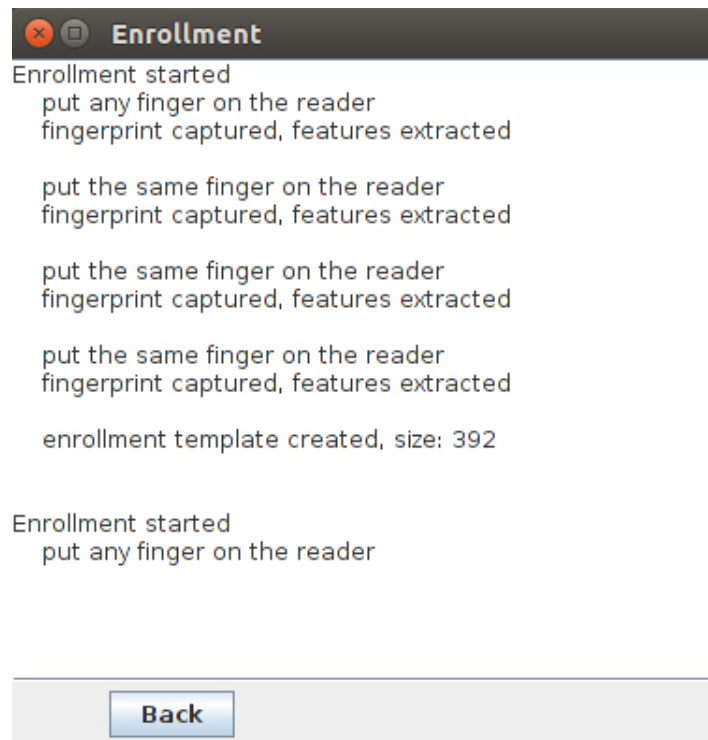 Enrollment
Enrollment started
put any finger on the reader
fingerprint captured, features extracted
put the same finger on the reader
fingerprint captured, features extracted
put the same finger on the reader
fingerprint captured, features extracted
put the same finger on the reader
fingerprint captured, features extracted
enrollment template created, size: 392
Enrollment started
put any finger on the reader
Back